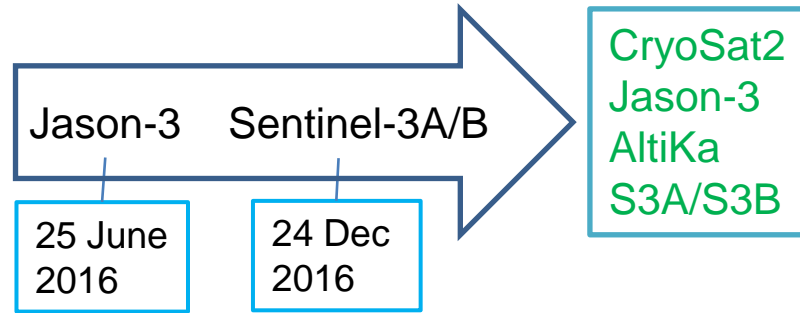 Jason-3 Sentinel-3A/B
25 June
2016
24 Dec
2016
CryoSat2
Jason-3
AltiKa
S3A/S3B